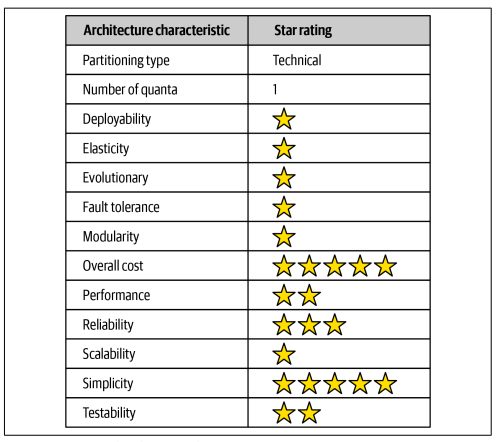 Architecture characteristic Star rating
Partitioning type Technical
Number of quanta 1
Deployability
Elasticity
Evolutionary
Fault tolerance
Modularity
Overall cost
Performance
Reliability
Scalability
Simplicity
Testability